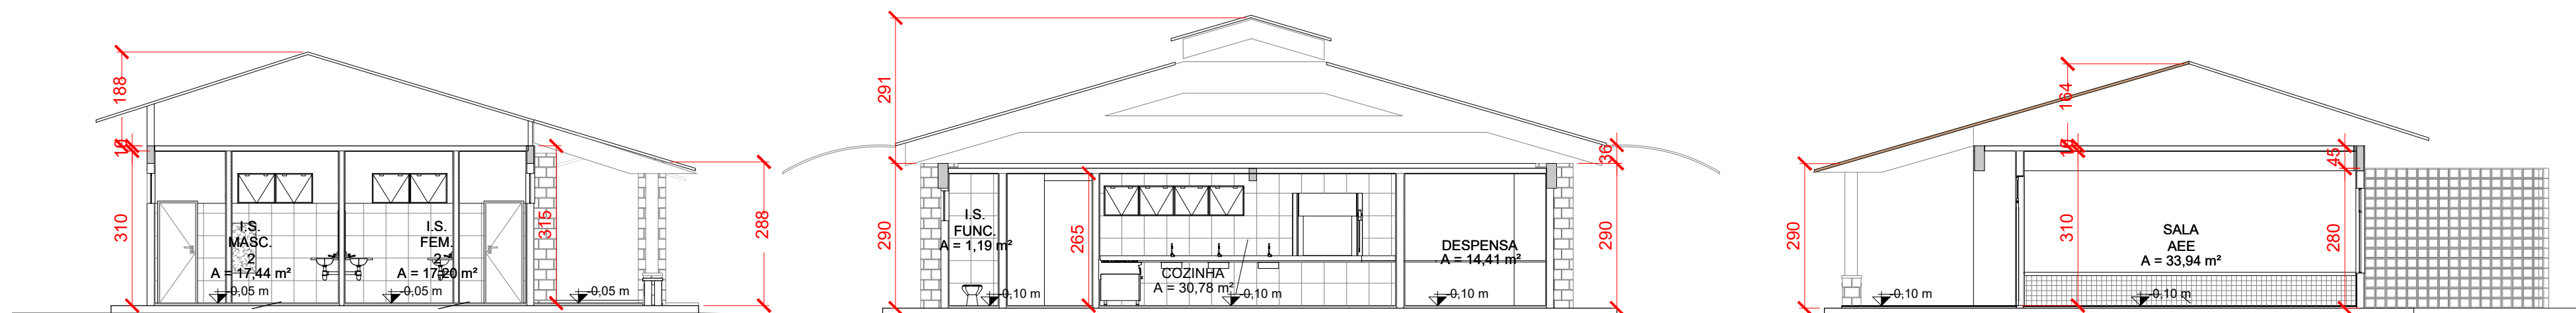 188
310
I.S.
MASC.
2
A = 17,44 m²
-0,05 m
I.S.
FEM.
2
A = 17,20 m²
-0,05 m
315
-0,05 m
288
291
290
I.S.
FUNC.
A = 1,19 m²
-0,10 m
265
COZINHA
A = 30,78 m²
-0,10 m
DESPENSA
A = 14,41 m²
-0,10 m
36
290
290
-0,10 m
164
310
SALA
AEE
A = 33,94 m²
-0,10 m
45
280